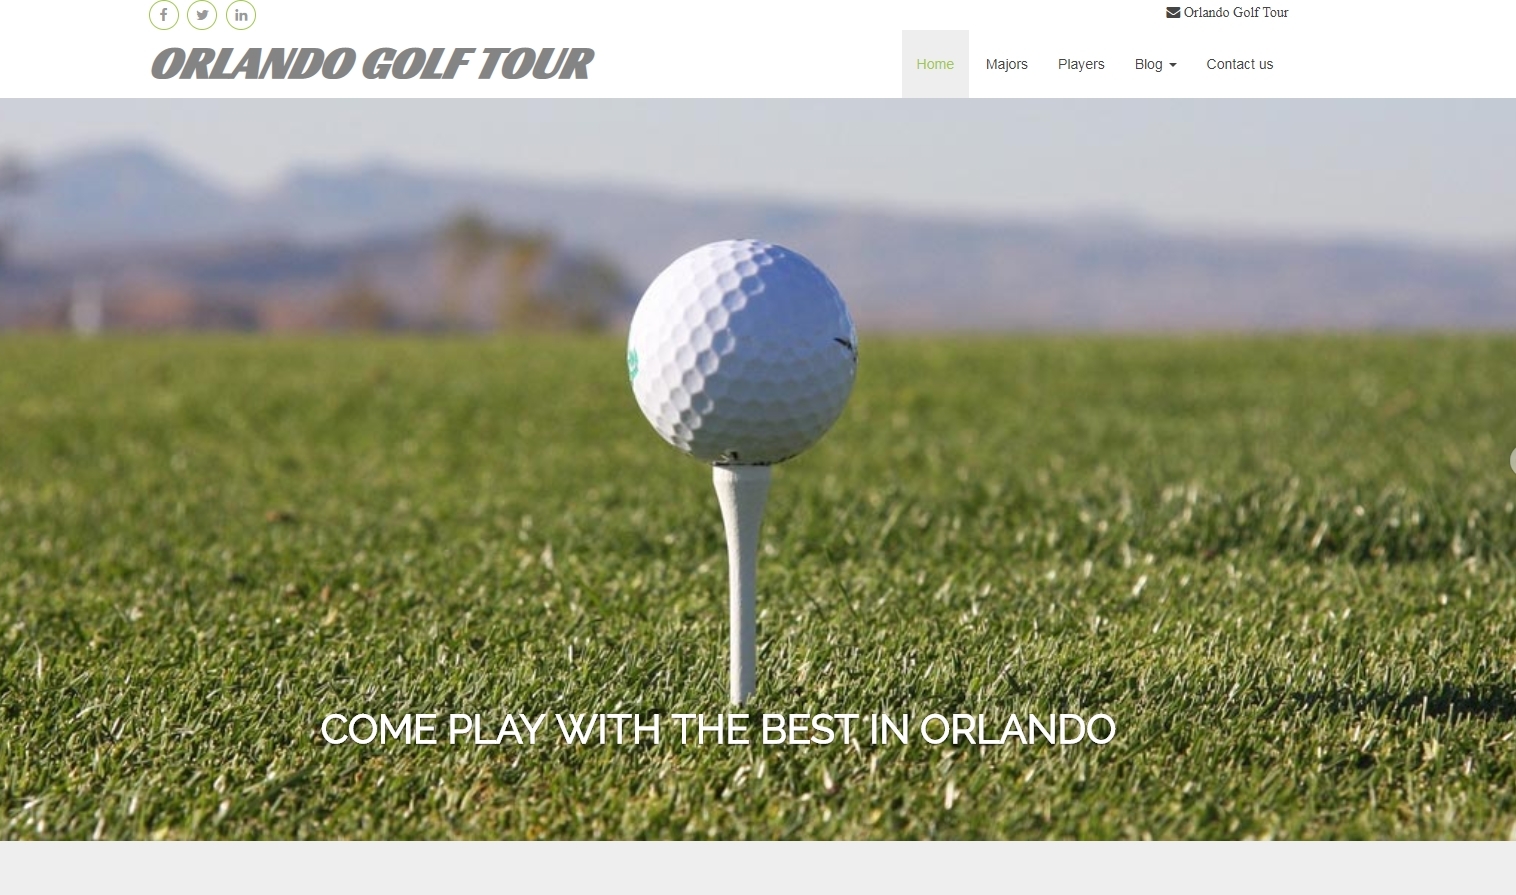 Orlando Golf Tour
ORLANDO GOLF TOUR
Home Majors Players Blog Contact us
COME PLAY WITH THE BEST IN ORLANDO